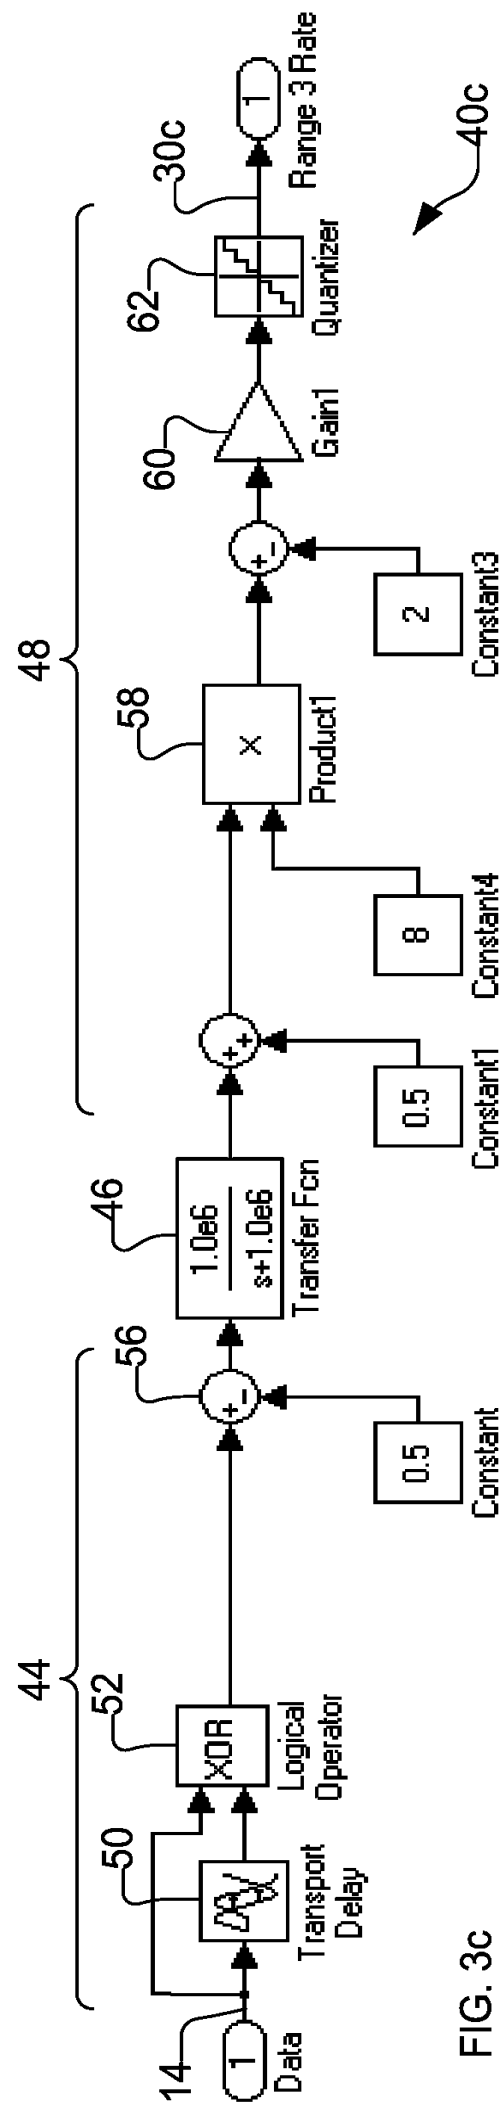 44
48
14
50
52
56
46
58
60
62
30c
1
Data
Transport
Delay
XOR
Logical
Operator
+
-
0.5
Constant
1.0e6
s+1.0e6
Transfer Fcn
+
+
0.5
Constant1
8
Constant4
×
Product1
+
-
2
Constant3
Gain1
Quantizer
1
Range 3 Rate
40c
FIG. 3c